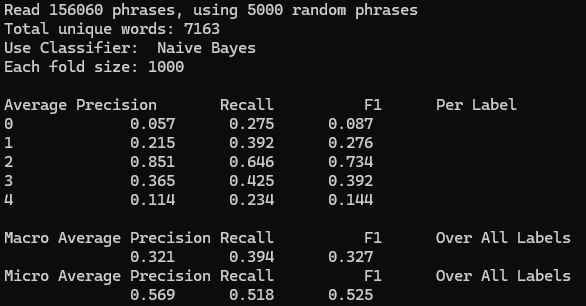 Read 156060 phrases, using 5000 random phrases
Total unique words: 7163
Use Classifier:  Naive Bayes
Each fold size: 1000
Average Precision       Recall          F1      Per Label
0             0.057      0.275      0.087
1             0.215      0.392      0.276
2             0.851      0.646      0.734
3             0.365      0.425      0.392
4             0.114      0.234      0.144
Macro Average Precision Recall          F1      Over All Labels
              0.321      0.394      0.327
Micro Average Precision Recall          F1      Over All Labels
              0.569      0.518      0.525